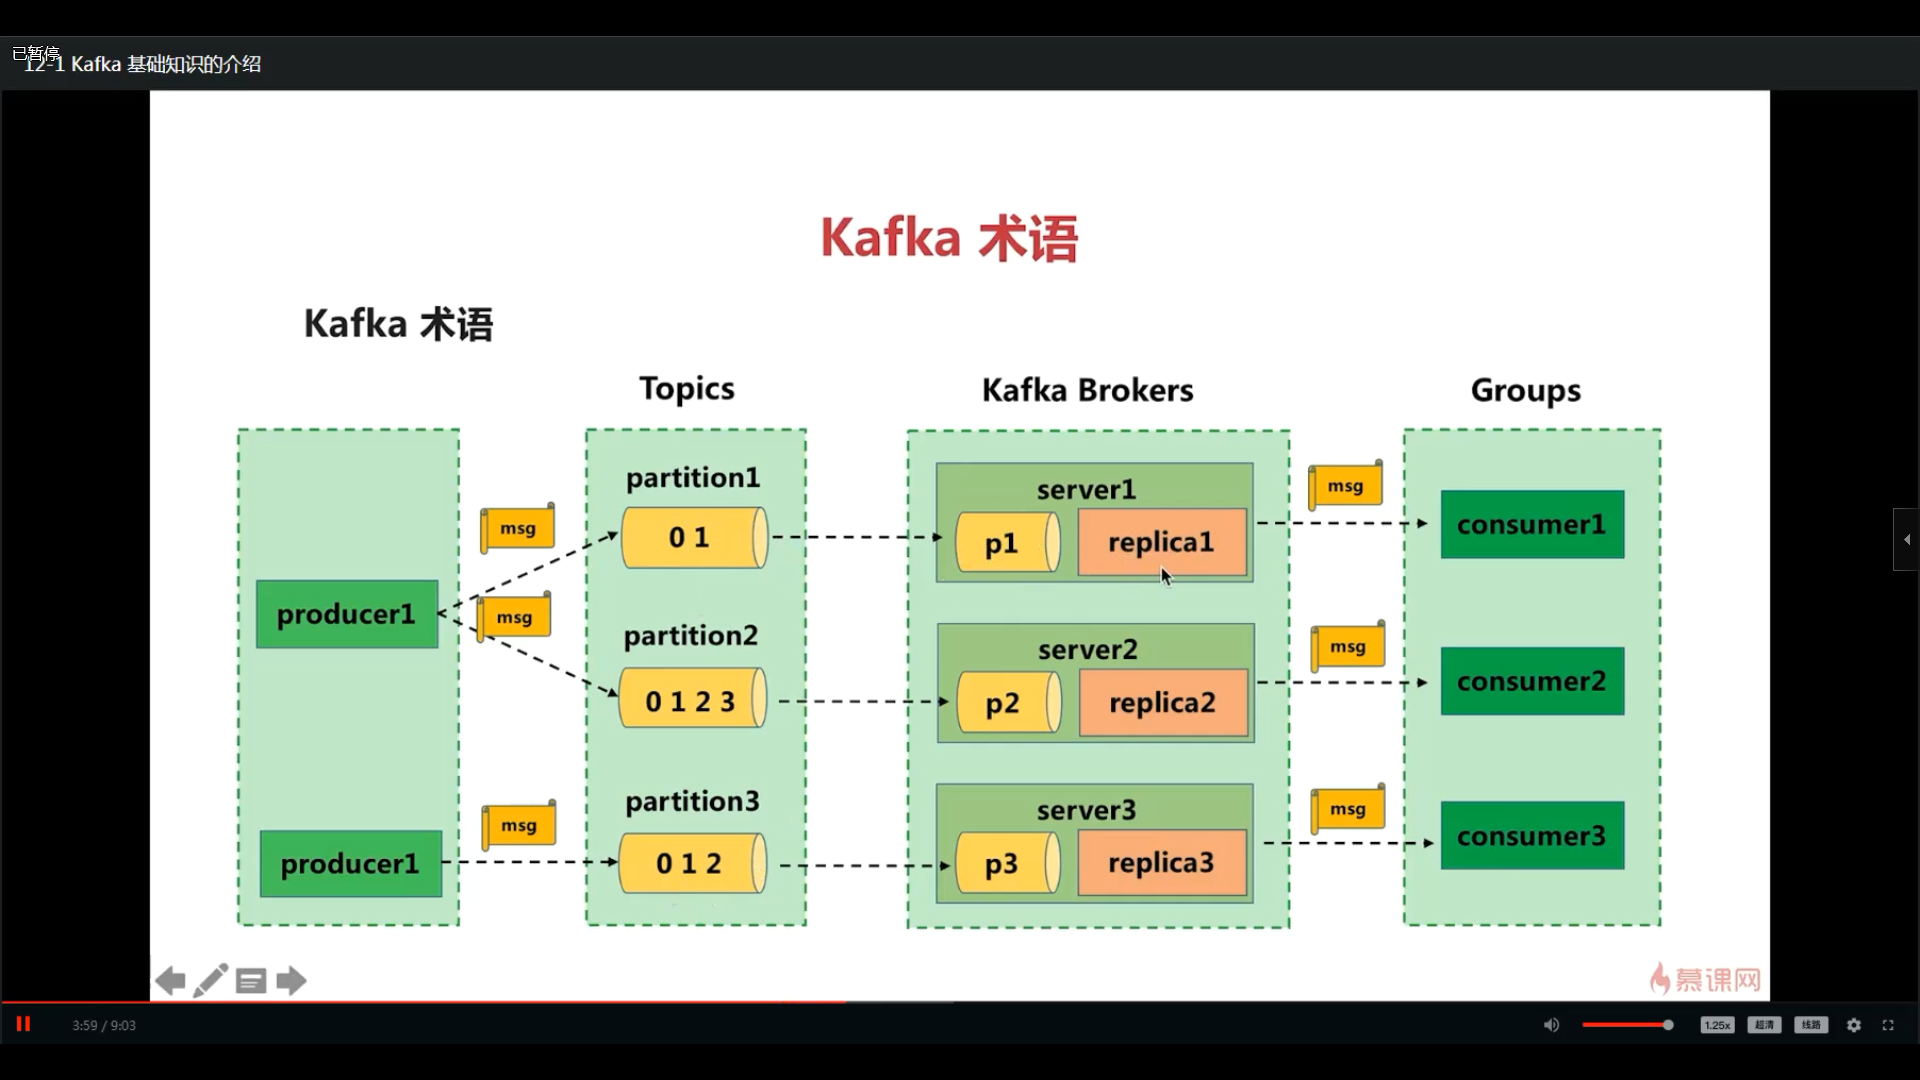 已暂停
12-1 Kafka 基础知识的介绍
Kafka 术语
Kafka 术语
Topics
Kafka Brokers
Groups
partition1
msg
0 1
server1
p1
replica1
msg
consumer1
producer1
msg
partition2
0 1 2 3
server2
p2
replica2
msg
consumer2
partition3
producer1
msg
0 1 2
server3
p3
replica3
msg
consumer3
慕课网
3:59 / 9:03
1.25x
超清
线路